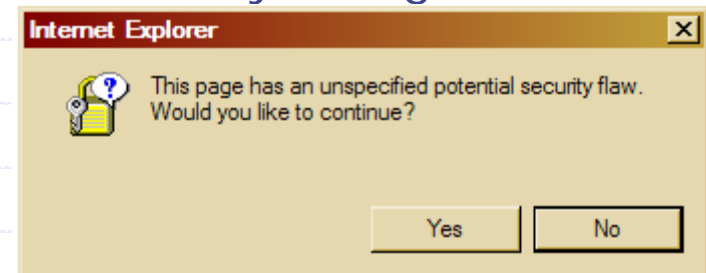 Internet Explorer
This page has an unspecified potential security flaw.
Would you like to continue?
Yes
No